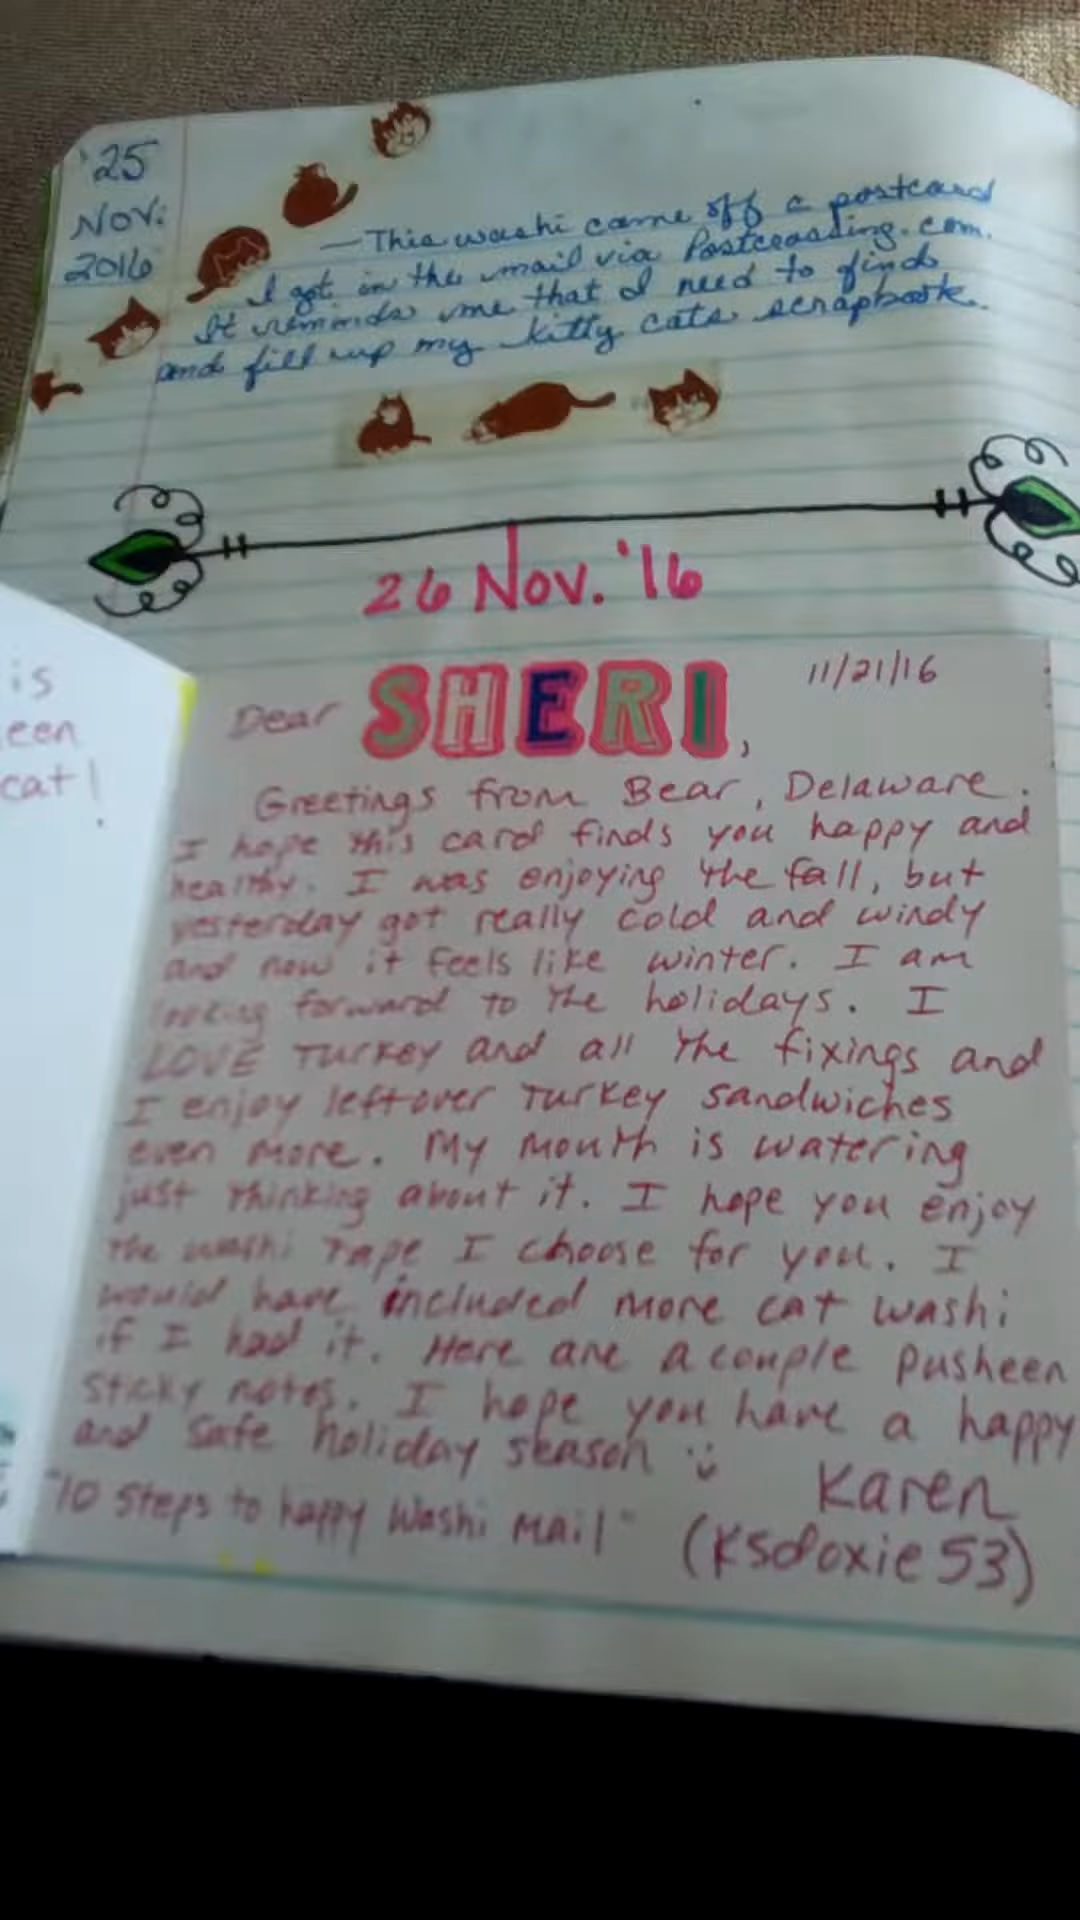 '25
Nov.
2016
—This washi came off a postcard
I got in the mail via Postcrossing.com.
It reminds me that I need to find
and fill up my kitty cats scrapbook.
26 Nov. '16
is
een
cat!
11/21/16
Dear SHERI,
Greetings from Bear, Delaware.
I hope this card finds you happy and
healthy. I was enjoying the fall, but
yesterday got really cold and windy
and now it feels like winter. I am
looking forward to the holidays. I
LOVE Turkey and all the fixings and
I enjoy leftover Turkey sandwiches
even more. My mouth is watering
just thinking about it. I hope you enjoy
the washi Tape I choose for you. I
would have included more cat washi
if I had it. Here are a couple Pusheen
sticky notes. I hope you have a happy
and safe holiday season :)
Karen
"10 Steps to happy Washi Mail"
(Ksdoxie53)